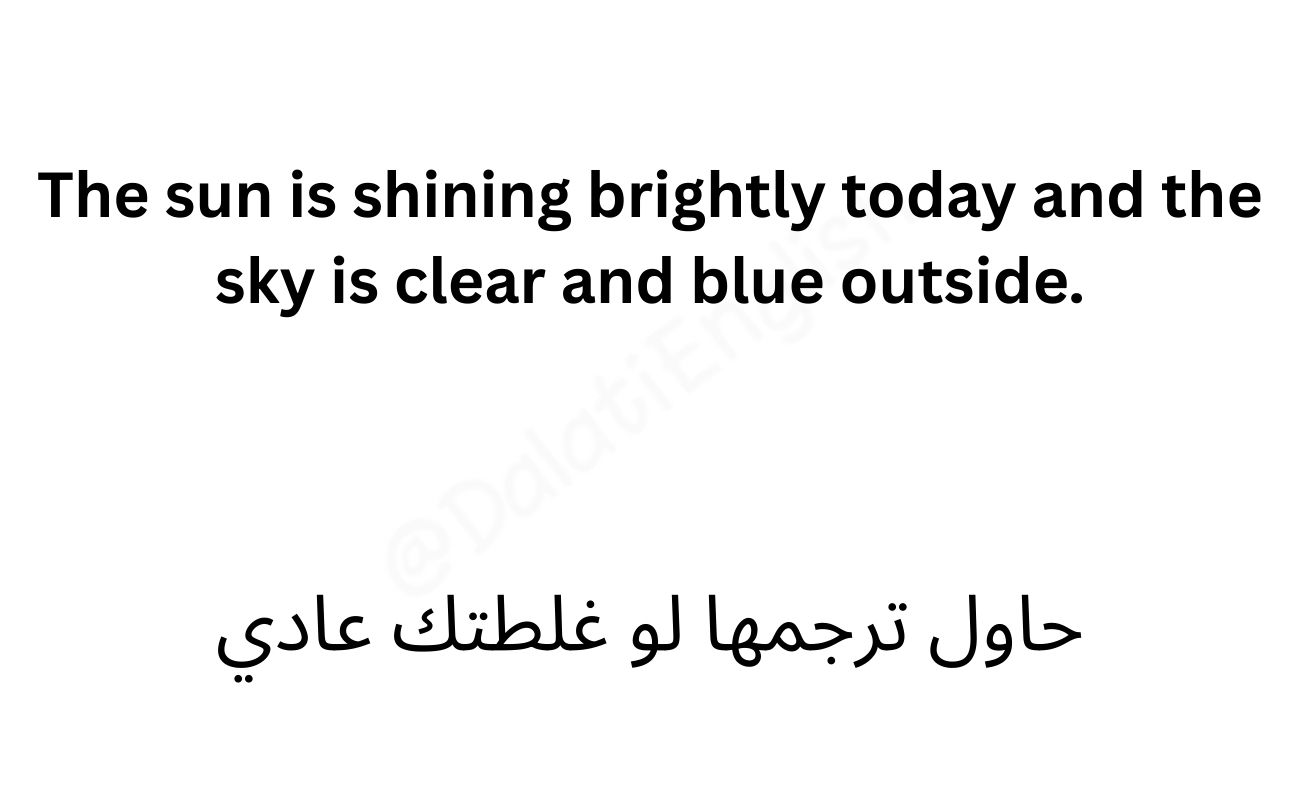 The sun is shining brightly today and the
sky is clear and blue outside.
@DalatiEnglish
حاول ترجمها لو غلطتك عادي